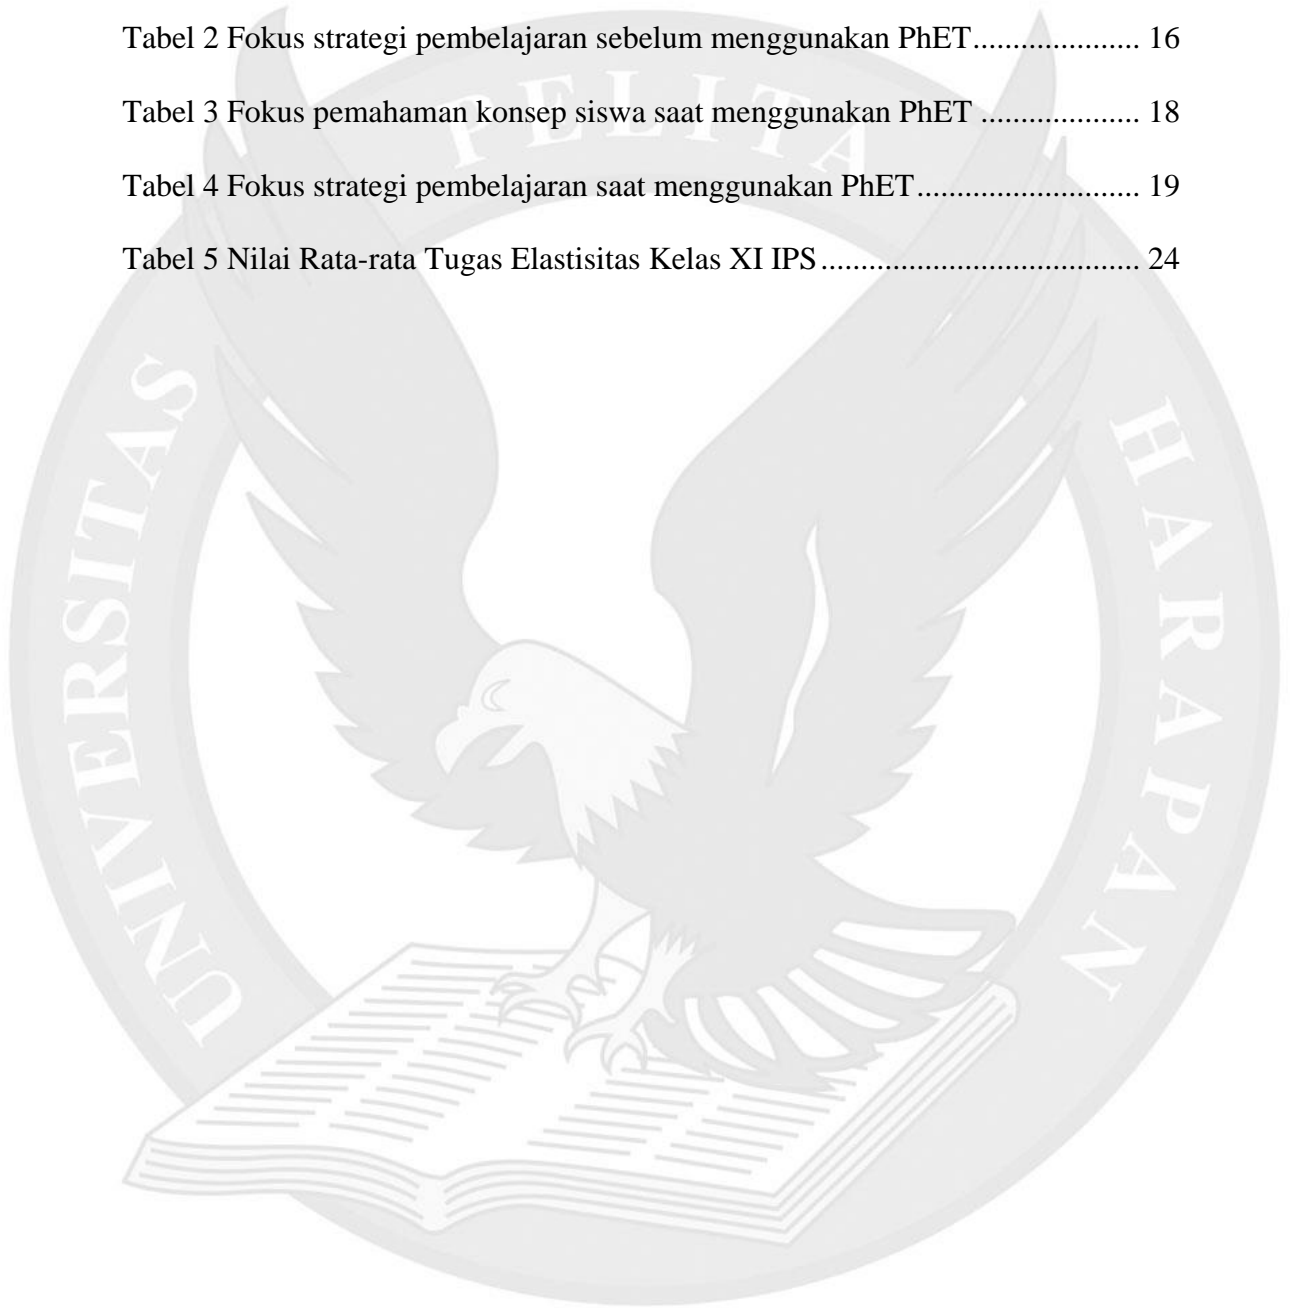 Tabel 2 Fokus strategi pembelajaran sebelum menggunakan PhET..................... 16
Tabel 3 Fokus pemahaman konsep siswa saat menggunakan PhET .................... 18
Tabel 4 Fokus strategi pembelajaran saat menggunakan PhET............................ 19
Tabel 5 Nilai Rata-rata Tugas Elastisitas Kelas XI IPS........................................ 24
UNIVERSITAS
PELITA
HARAPAN